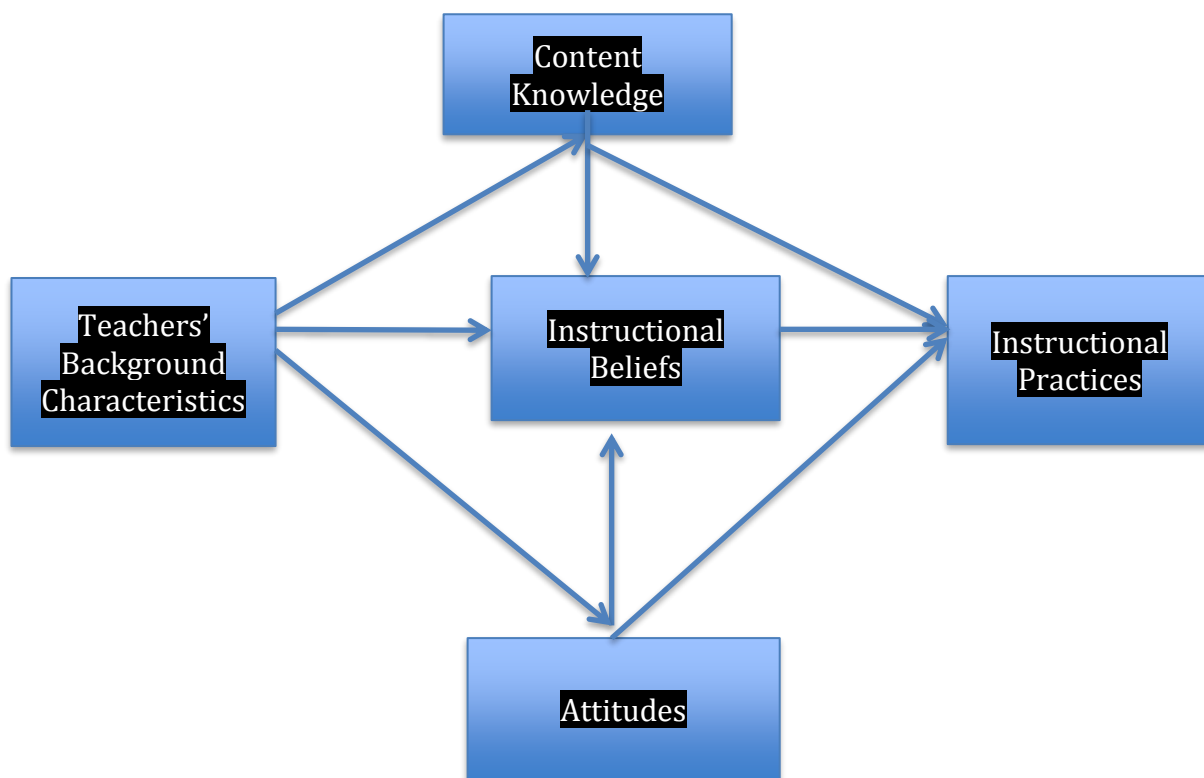 Content
Knowledge
Teachers’
Background
Characteristics
Instructional
Beliefs
Instructional
Practices
Attitudes